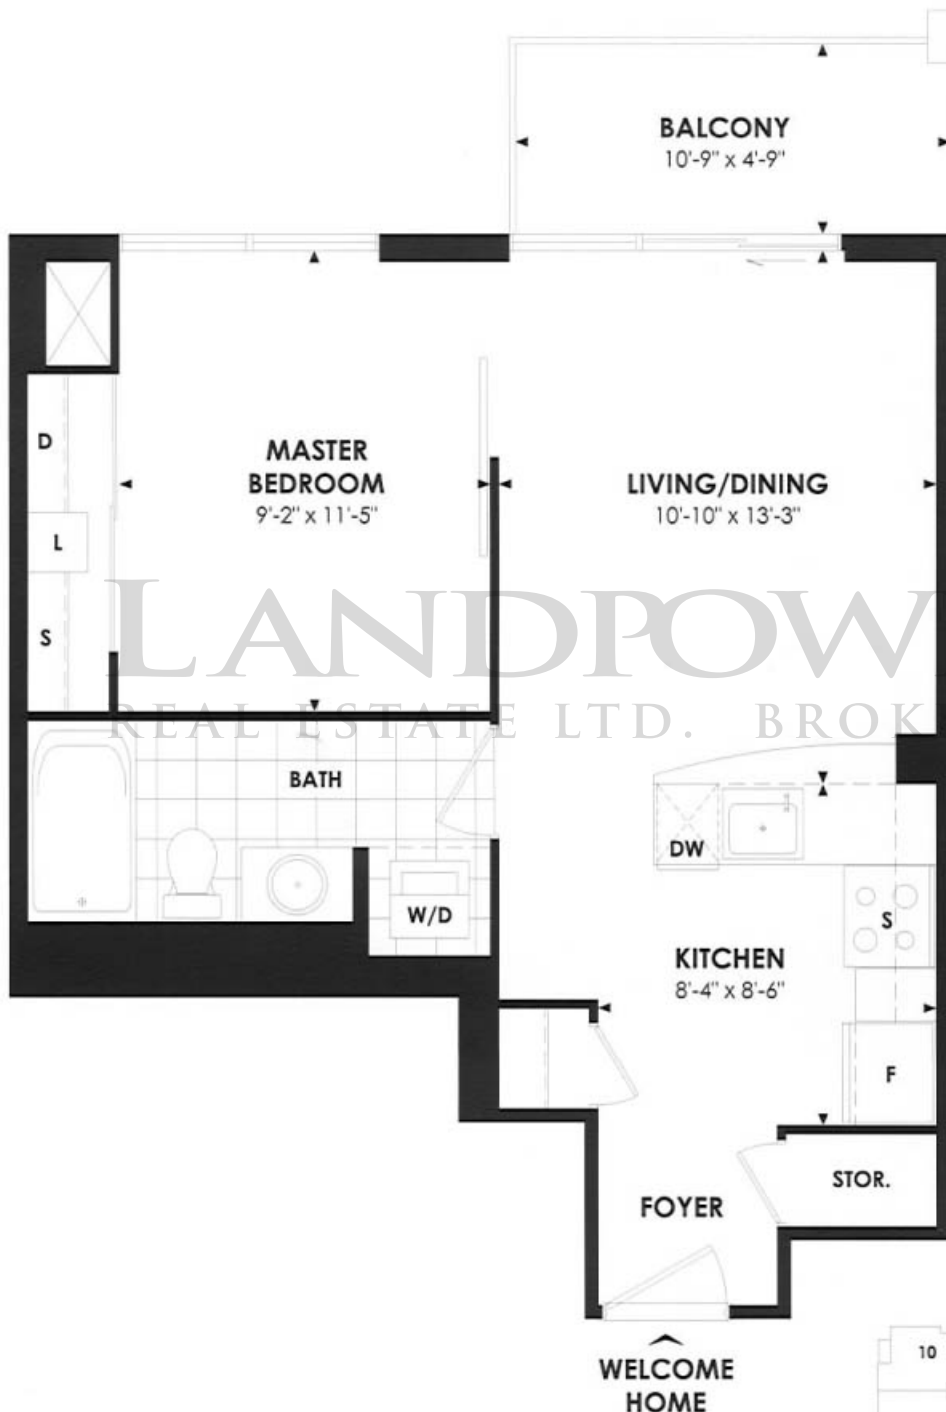 BALCONY
10'-9" x 4'-9"
MASTER
BEDROOM
9'-2" x 11'-5"
LIVING/DINING
10'-10" x 13'-3"
D
L
S
LANDPOW
REAL ESTATE LTD. BROK
BATH
DW
W/D
S
KITCHEN
8'-4" x 8'-6"
F
STOR.
FOYER
WELCOME
HOME
10